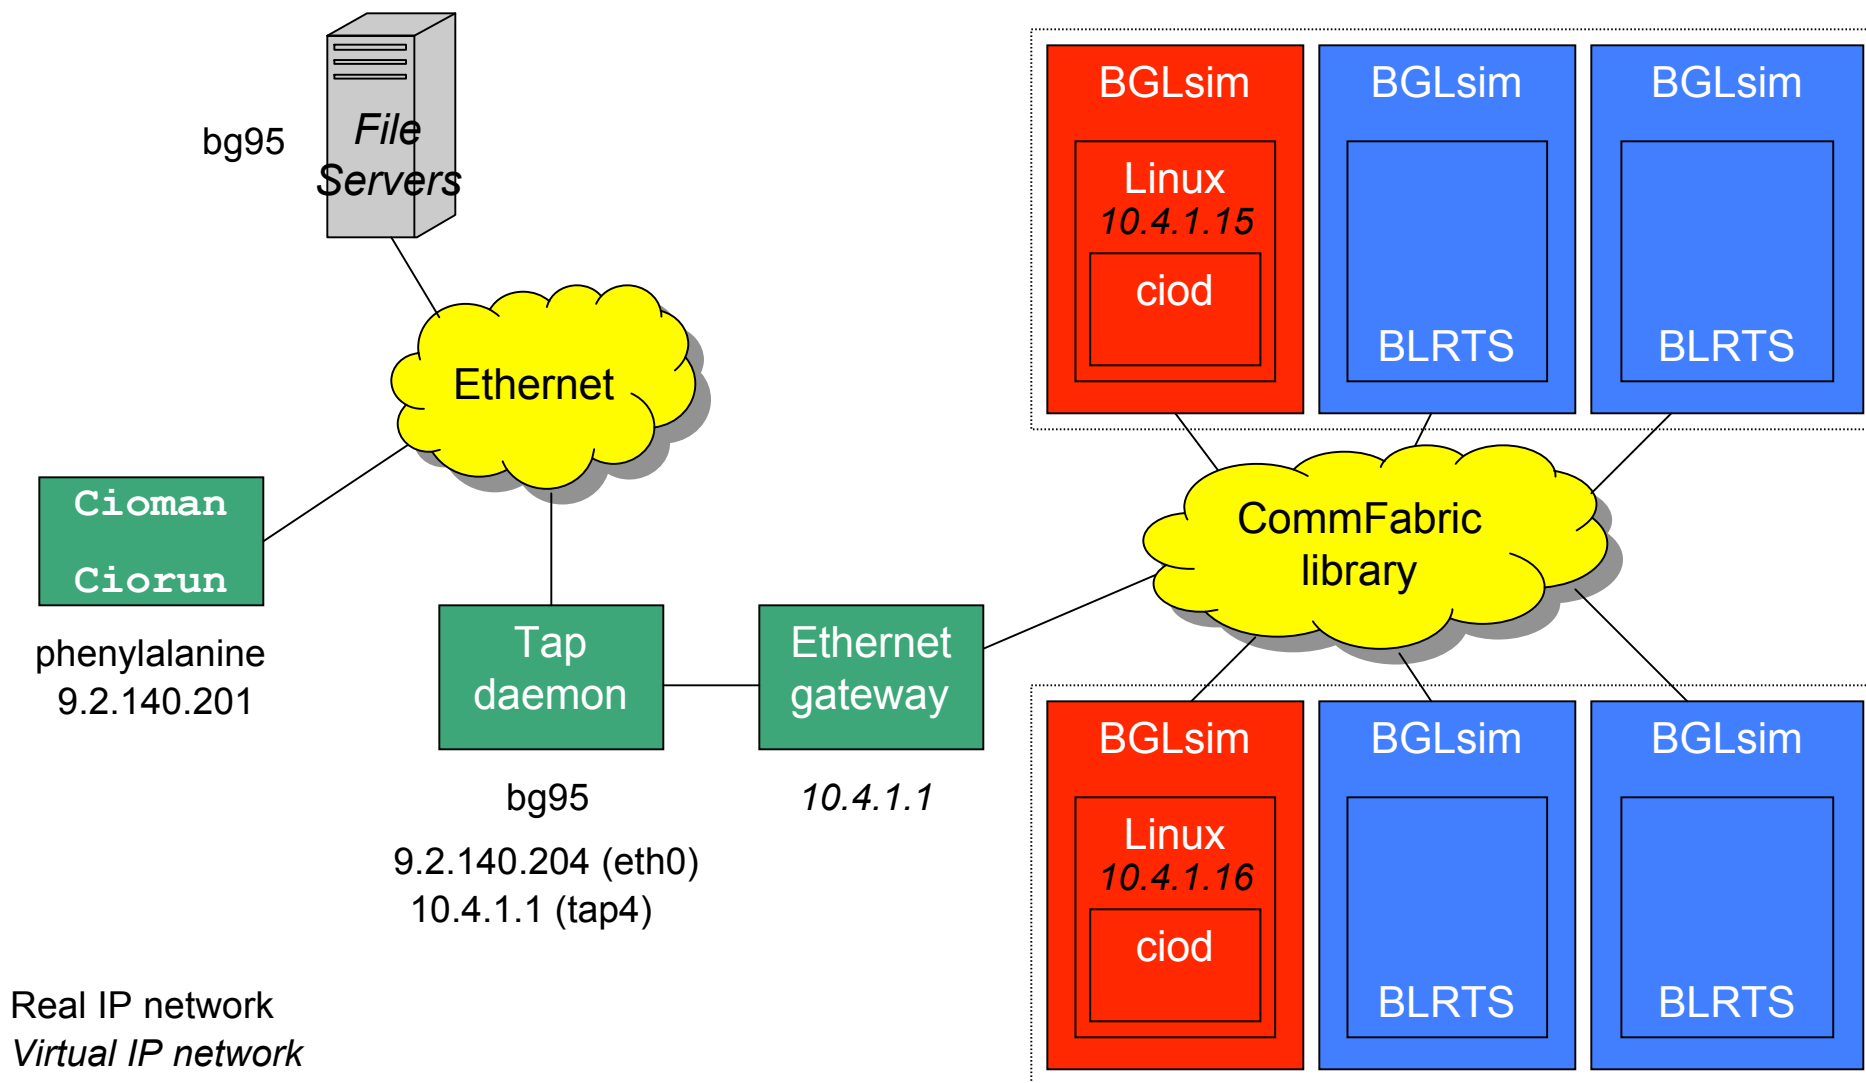 bg95
File
Servers
Ethernet
Cioman
Ciorun
phenylalanine
9.2.140.201
Tap
daemon
bg95
9.2.140.204 (eth0)
10.4.1.1 (tap4)
Ethernet
gateway
10.4.1.1
BGLsim
Linux
10.4.1.15
ciod
BGLsim
BLRTS
BGLsim
BLRTS
CommFabric
library
BGLsim
Linux
10.4.1.16
ciod
BGLsim
BLRTS
BGLsim
BLRTS
Real IP network
Virtual IP network